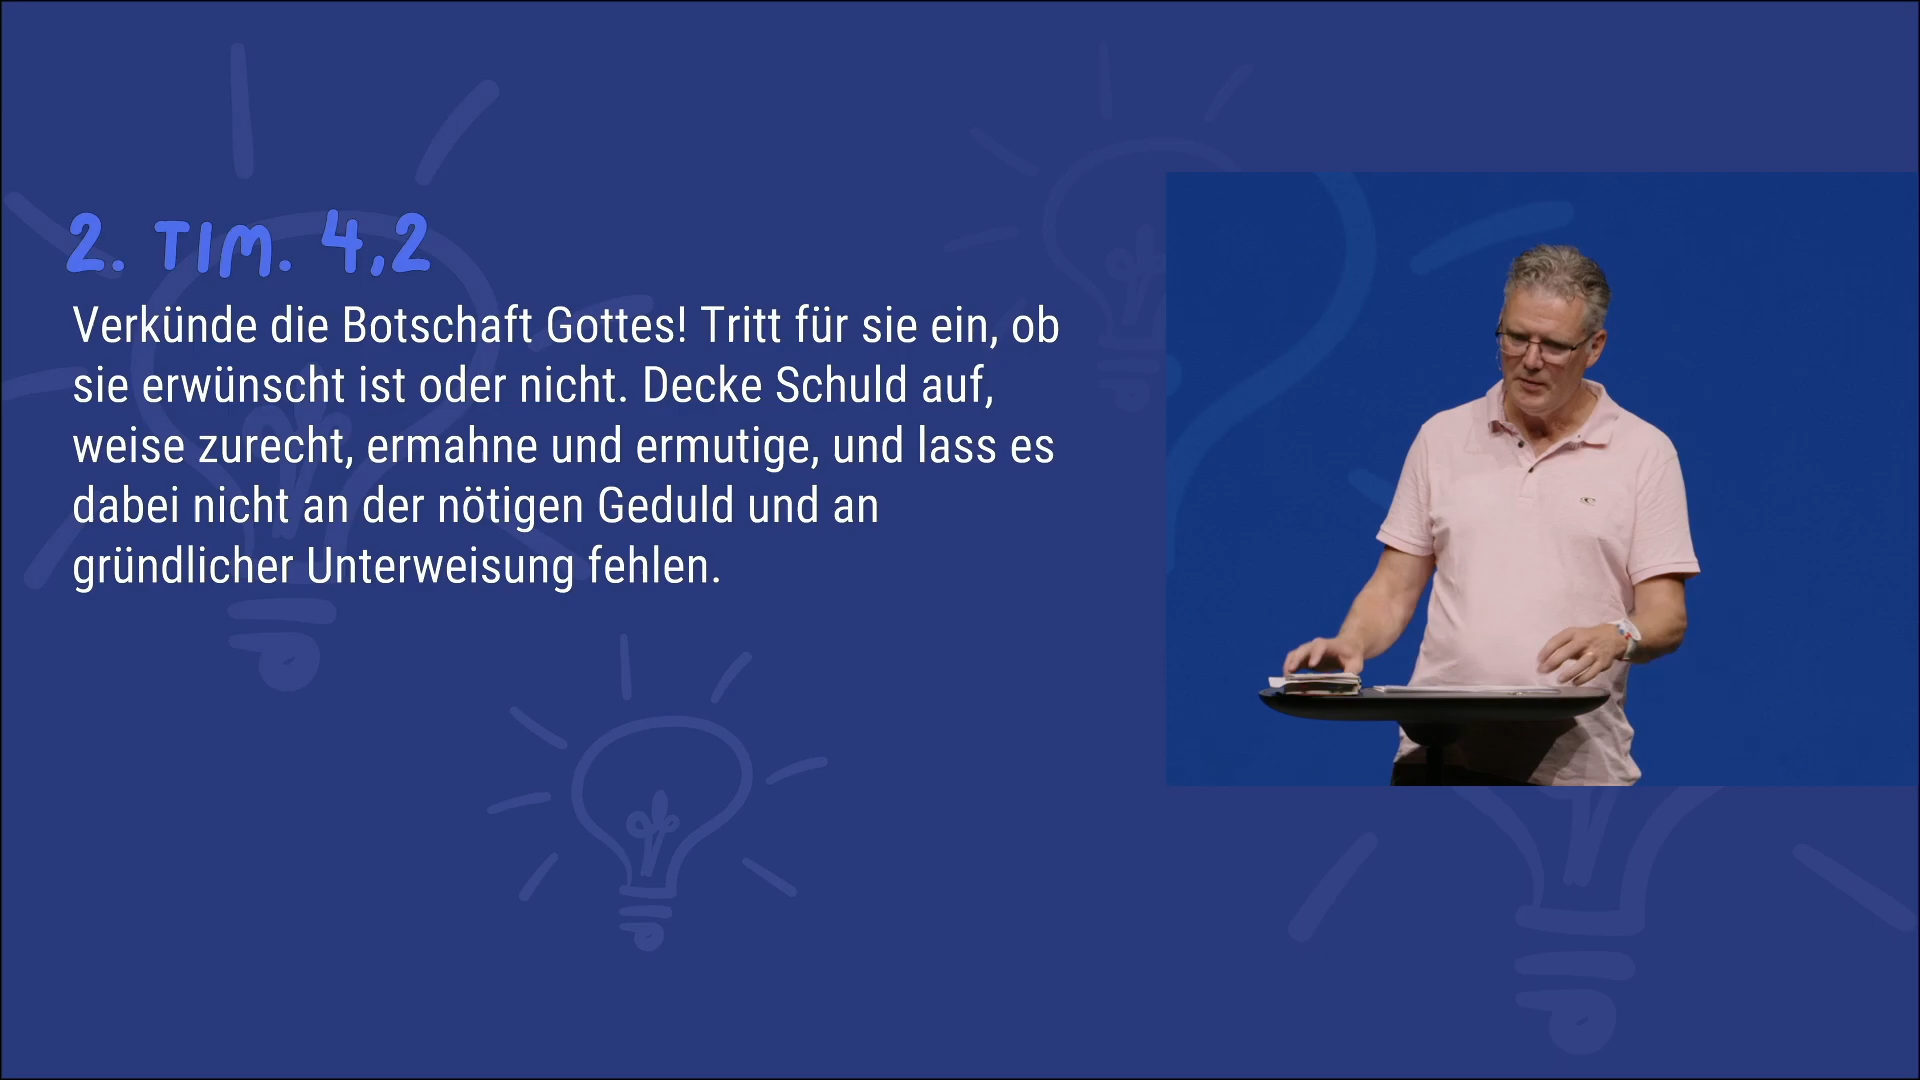 2. TIM. 4,2
Verkünde die Botschaft Gottes! Tritt für sie ein, ob
sie erwünscht ist oder nicht. Decke Schuld auf,
weise zurecht, ermahne und ermutige, und lass es
dabei nicht an der nötigen Geduld und an
gründlicher Unterweisung fehlen.